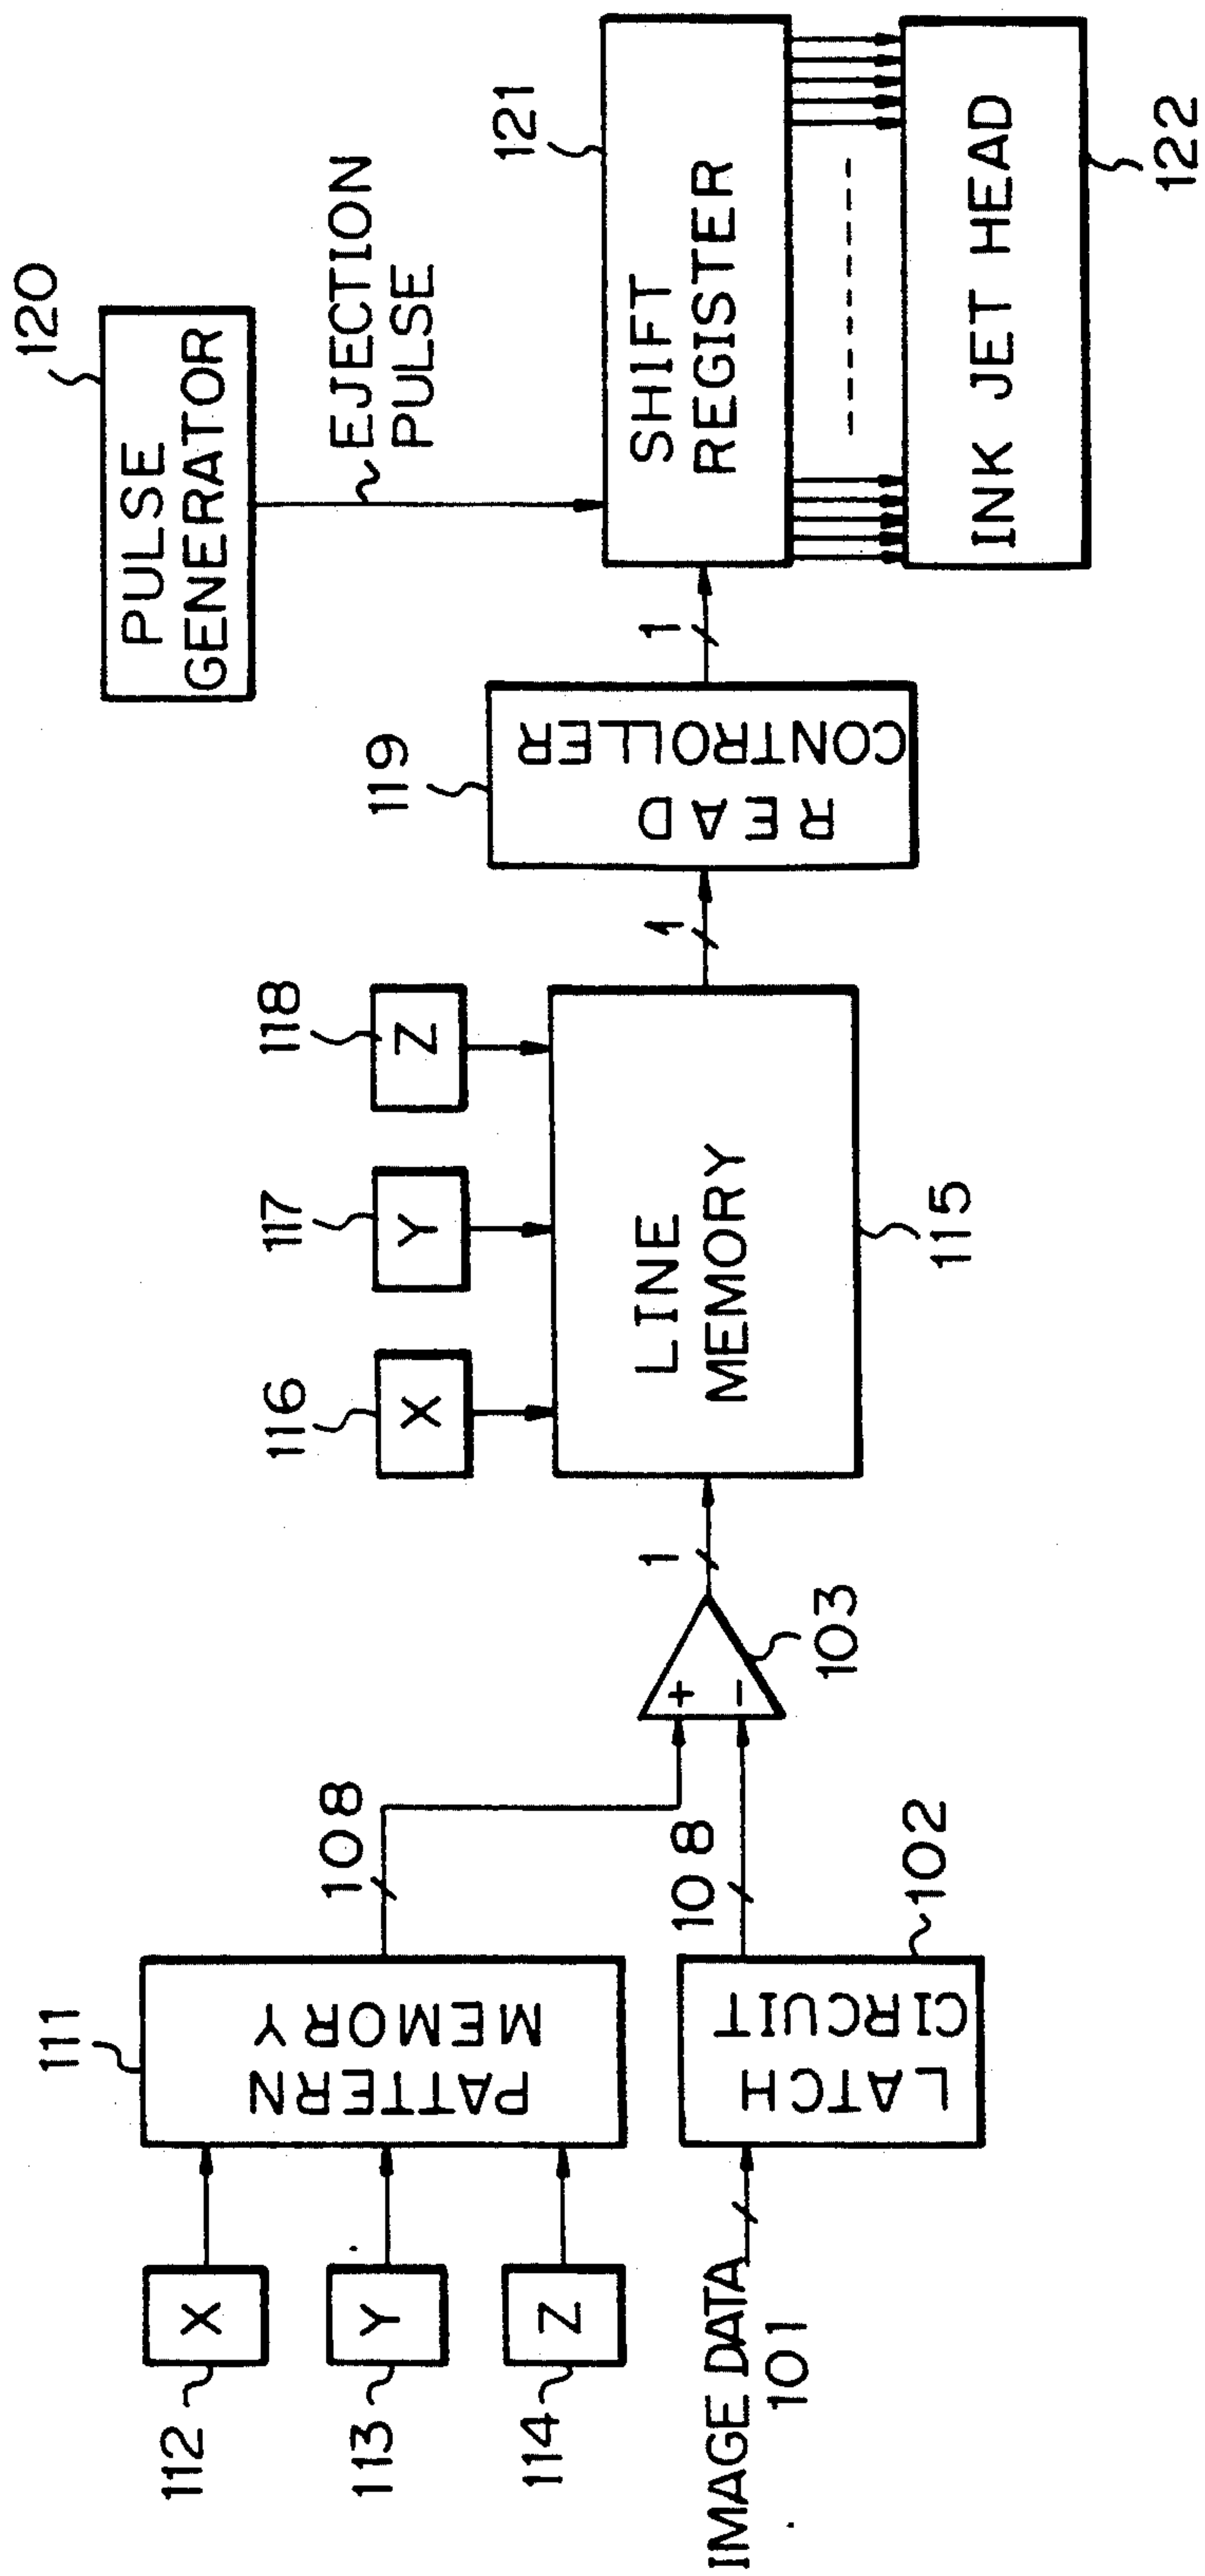 112
X
113
Y
114
Z
IMAGE DATA
101
111
PATTERN
MEMORY
LATCH
CIRCUIT
102
108
108
+
-
103
1
116
X
117
Y
118
Z
LINE
MEMORY
115
1
119
READ
CONTROLLER
1
120
PULSE
GENERATOR
EJECTION
PULSE
121
SHIFT
REGISTER
INK JET HEAD
122